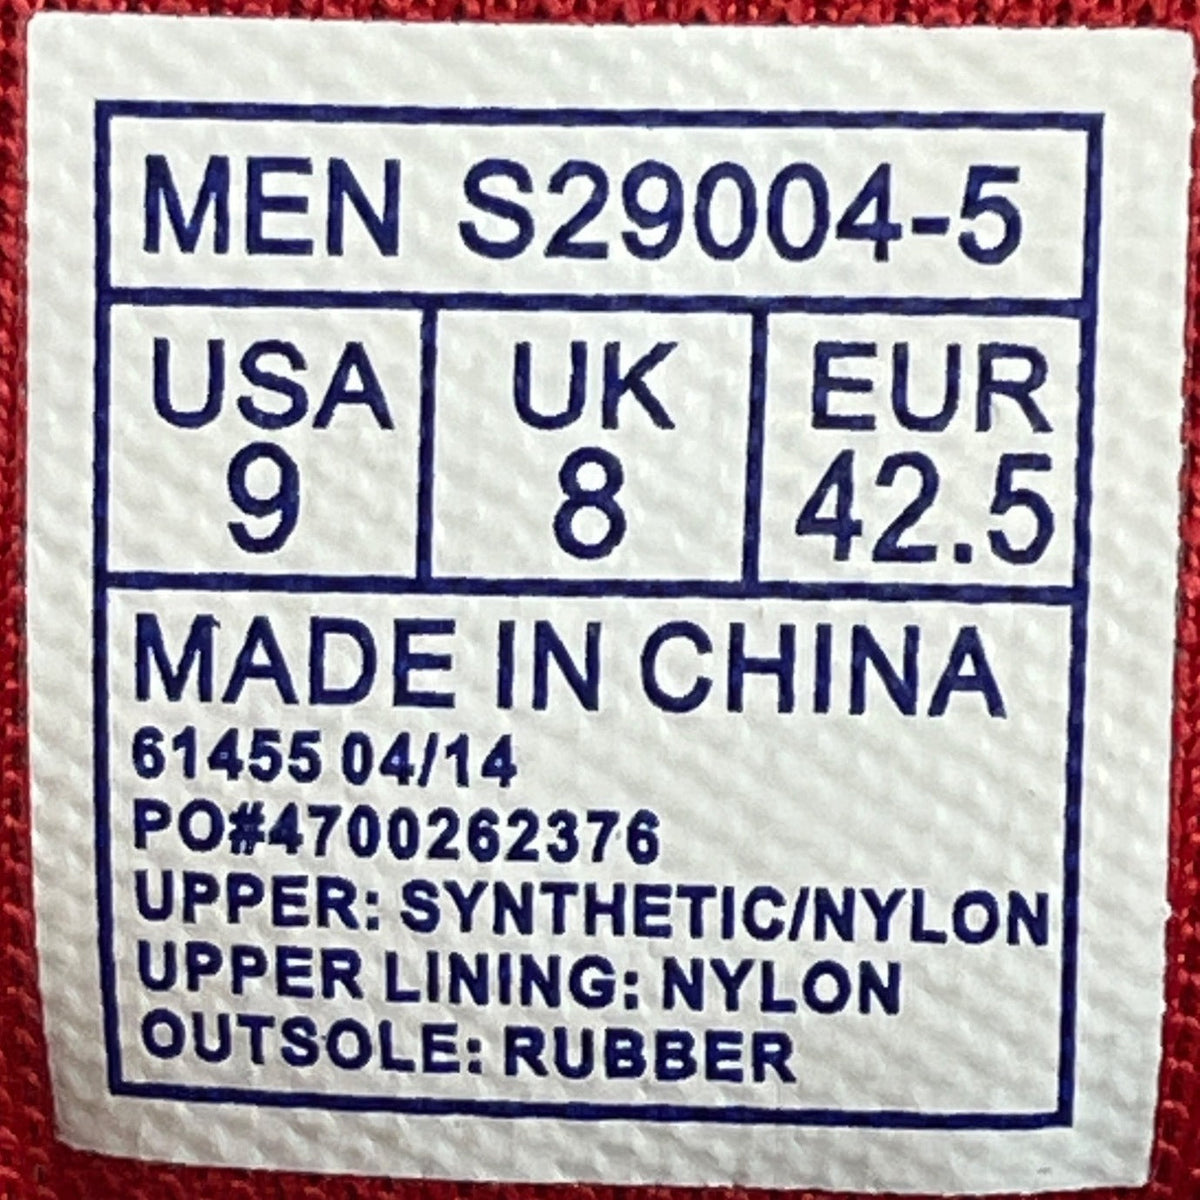 MEN S29004-5
USA UK EUR
9 8 42.5
MADE IN CHINA
61455 04/14
PO#4700262376
UPPER: SYNTHETIC/NYLON
UPPER LINING: NYLON
OUTSOLE: RUBBER